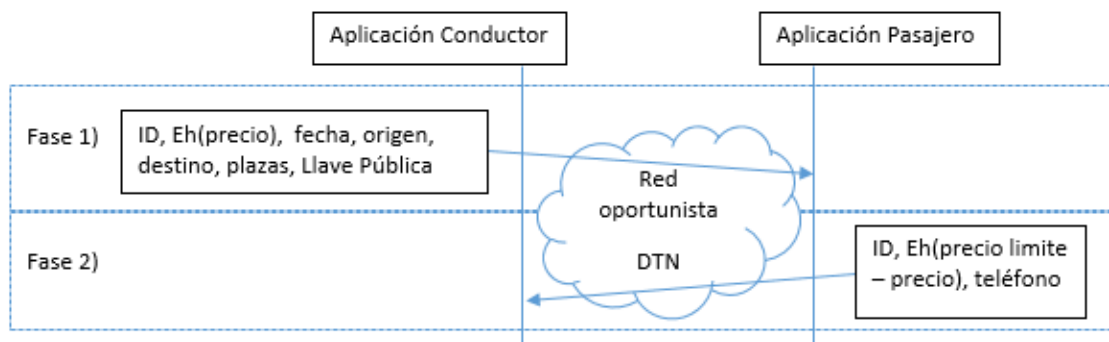 Aplicación Conductor
Aplicación Pasajero
Fase 1)
ID, Eh(precio), fecha, origen,
destino, plazas, Llave Pública
Red
oportunista
Fase 2)
DTN
ID, Eh(precio limite
– precio), teléfono